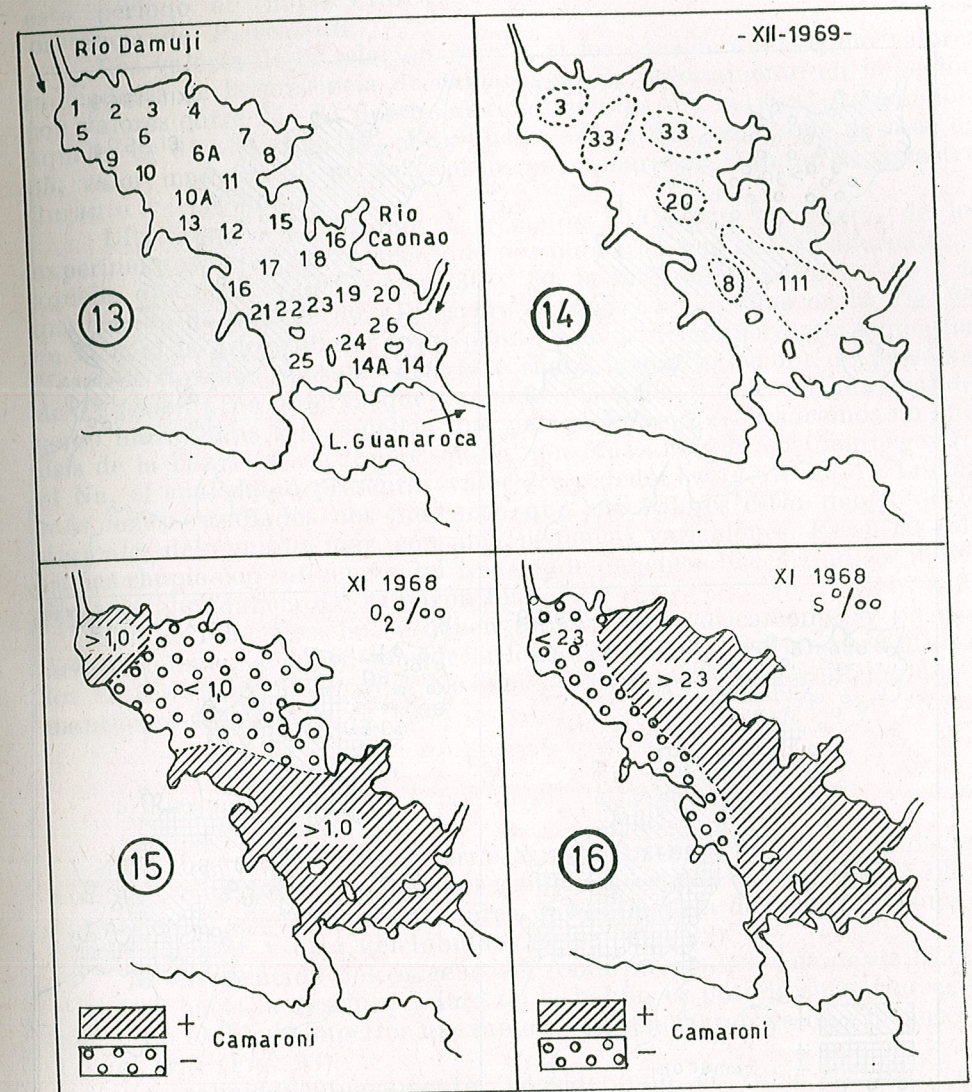 Rio Damuji
1 2 3 4
5 6 7
9 6A 8
10 11
10A
13 12 15
Rio
Caonao
16
17 18
16
21 22 23 19 20
26
24
25 14A 14
13
L. Guanaroca
-XII-1969-
3
33 33
20
8 111
14
XI 1968
O2 °/oo
>1,0
< 1,0
>1,0
15
+
Camaroni
-
XI 1968
S °/oo
< 23
> 23
16
+
Camaroni
-